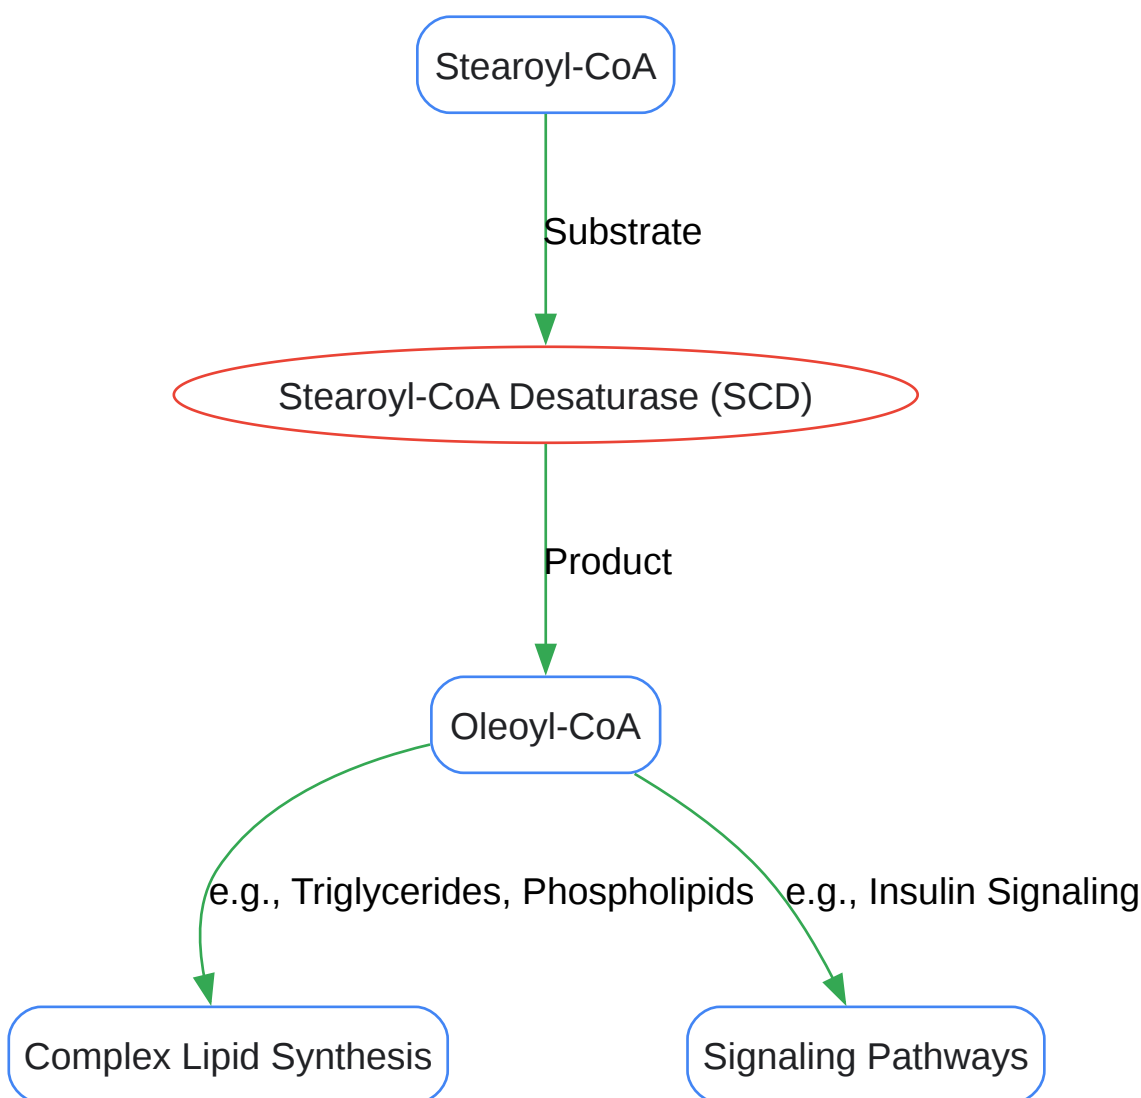 Stearoyl-CoA
Substrate
Stearoyl-CoA Desaturase (SCD)
Product
Oleoyl-CoA
e.g., Triglycerides, Phospholipids
e.g., Insulin Signaling
Complex Lipid Synthesis
Signaling Pathways